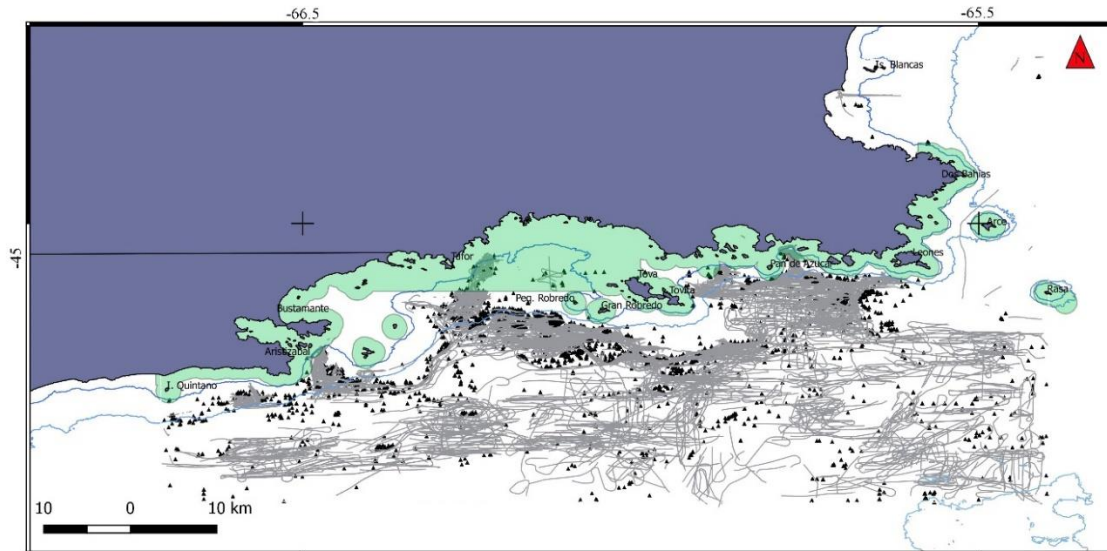 -66.5
-65.5
N
Is. Blancas
Dos Bahias
Arce
-45
Tafor
Leones
Pan de Azucar
Tova
Tovita
Rasa
Peq. Robredo
Gran Robredo
Bustamante
Aristizabal
I. Quintano
10 0 10 km